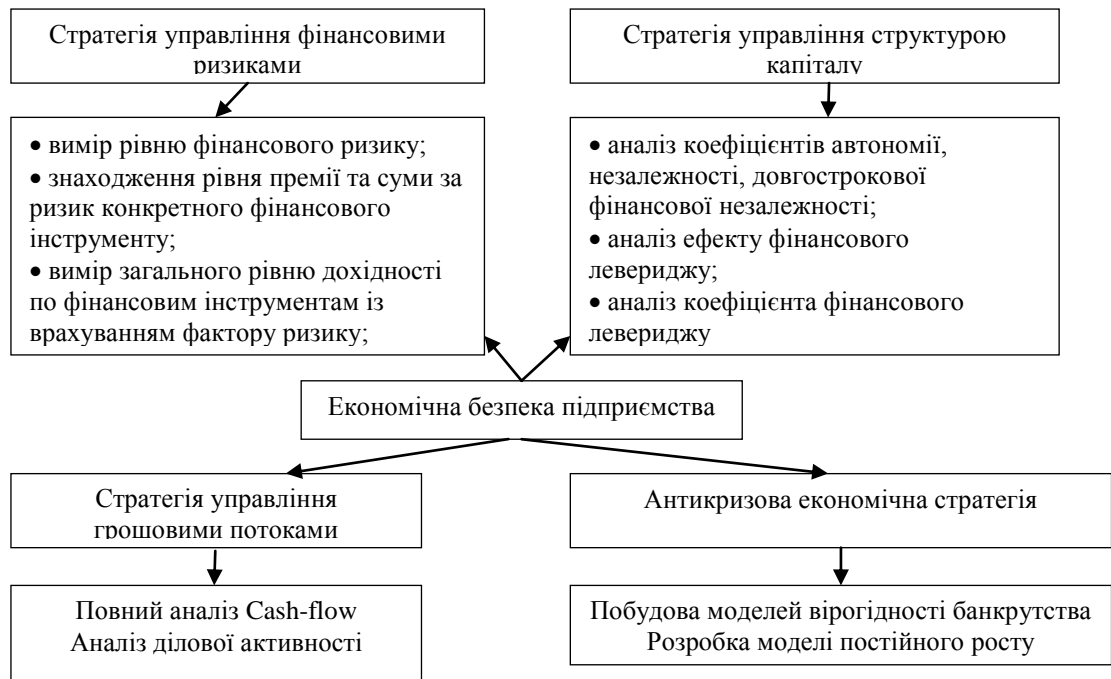 Стратегія управління фінансовими
ризиками
Стратегія управління структурою
капіталу
• вимір рівню фінансового ризику;
• знаходження рівня премії та суми за
ризик конкретного фінансового
інструменту;
• вимір загального рівню дохідності
по фінансовим інструментам із
врахуванням фактору ризику;
• аналіз коефіцієнтів автономії,
незалежності, довгострокової
фінансової незалежності;
• аналіз ефекту фінансового
левериджу;
• аналіз коефіцієнта фінансового
левериджу
Економічна безпека підприємства
Стратегія управління
грошовими потоками
Антикризова економічна стратегія
Повний аналіз Cash-flow
Аналіз ділової активності
Побудова моделей вірогідності банкрутства
Розробка моделі постійного росту